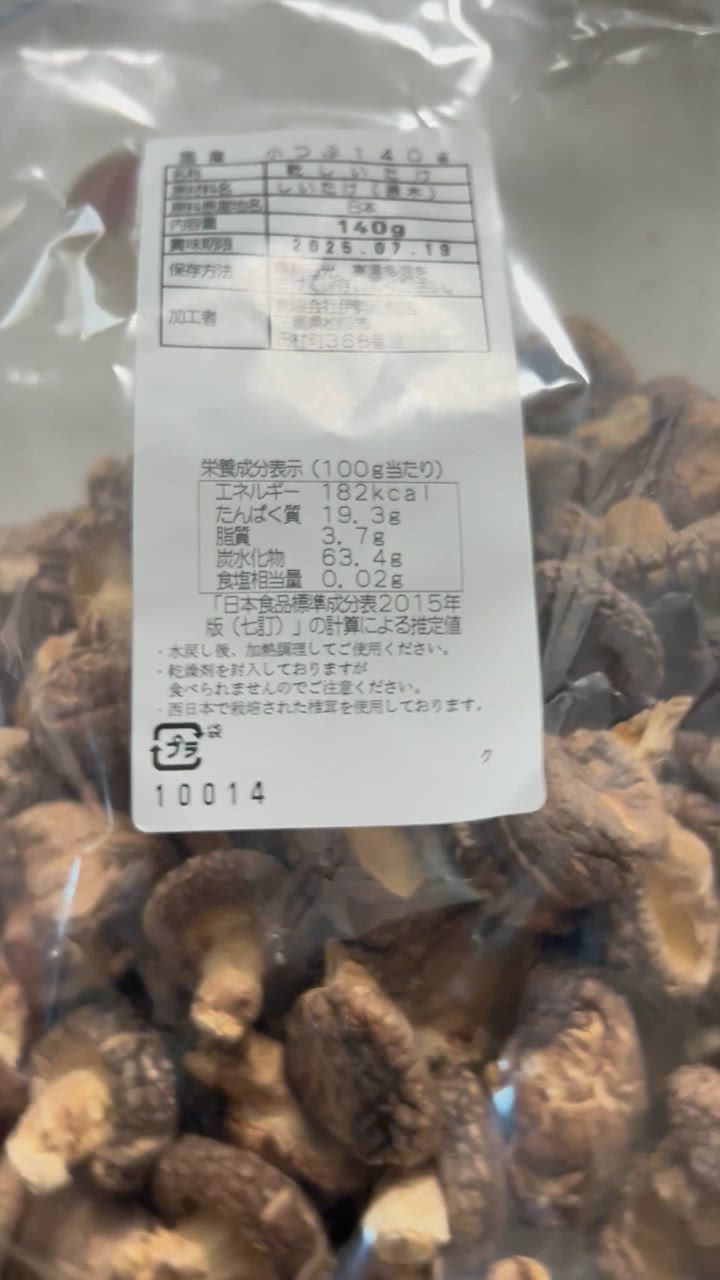 国産 小つぶ140g
名称 乾しいたけ
原材料名 しいたけ(原木)
原料原産地名 日本
内容量 140g
賞味期限 2025.07.19
保存方法
加工者
368番
栄養成分表示(100g当たり)
エネルギー 182kcal
たんぱく質 19.3g
脂質 3.7g
炭水化物 63.4g
食塩相当量 0.02g
「日本食品標準成分表2015年
版(七訂)」の計算による推定値
・水戻し後、加熱調理してご使用ください。
・乾燥剤を封入しておりますが
食べられませんのでご注意ください。
・西日本で栽培された椎茸を使用しております。
プラ 袋
ク
10014